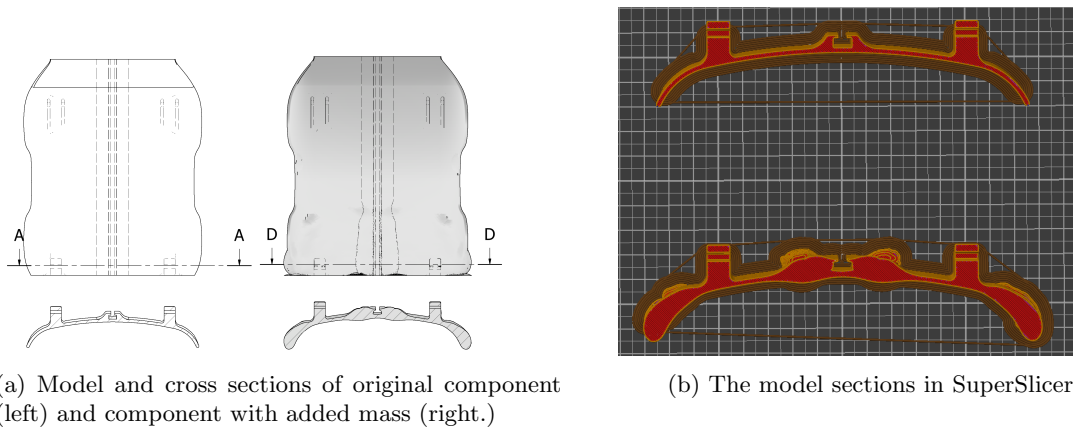 A A D D
(a) Model and cross sections of original component
(left) and component with added mass (right.)
(b) The model sections in SuperSlicer